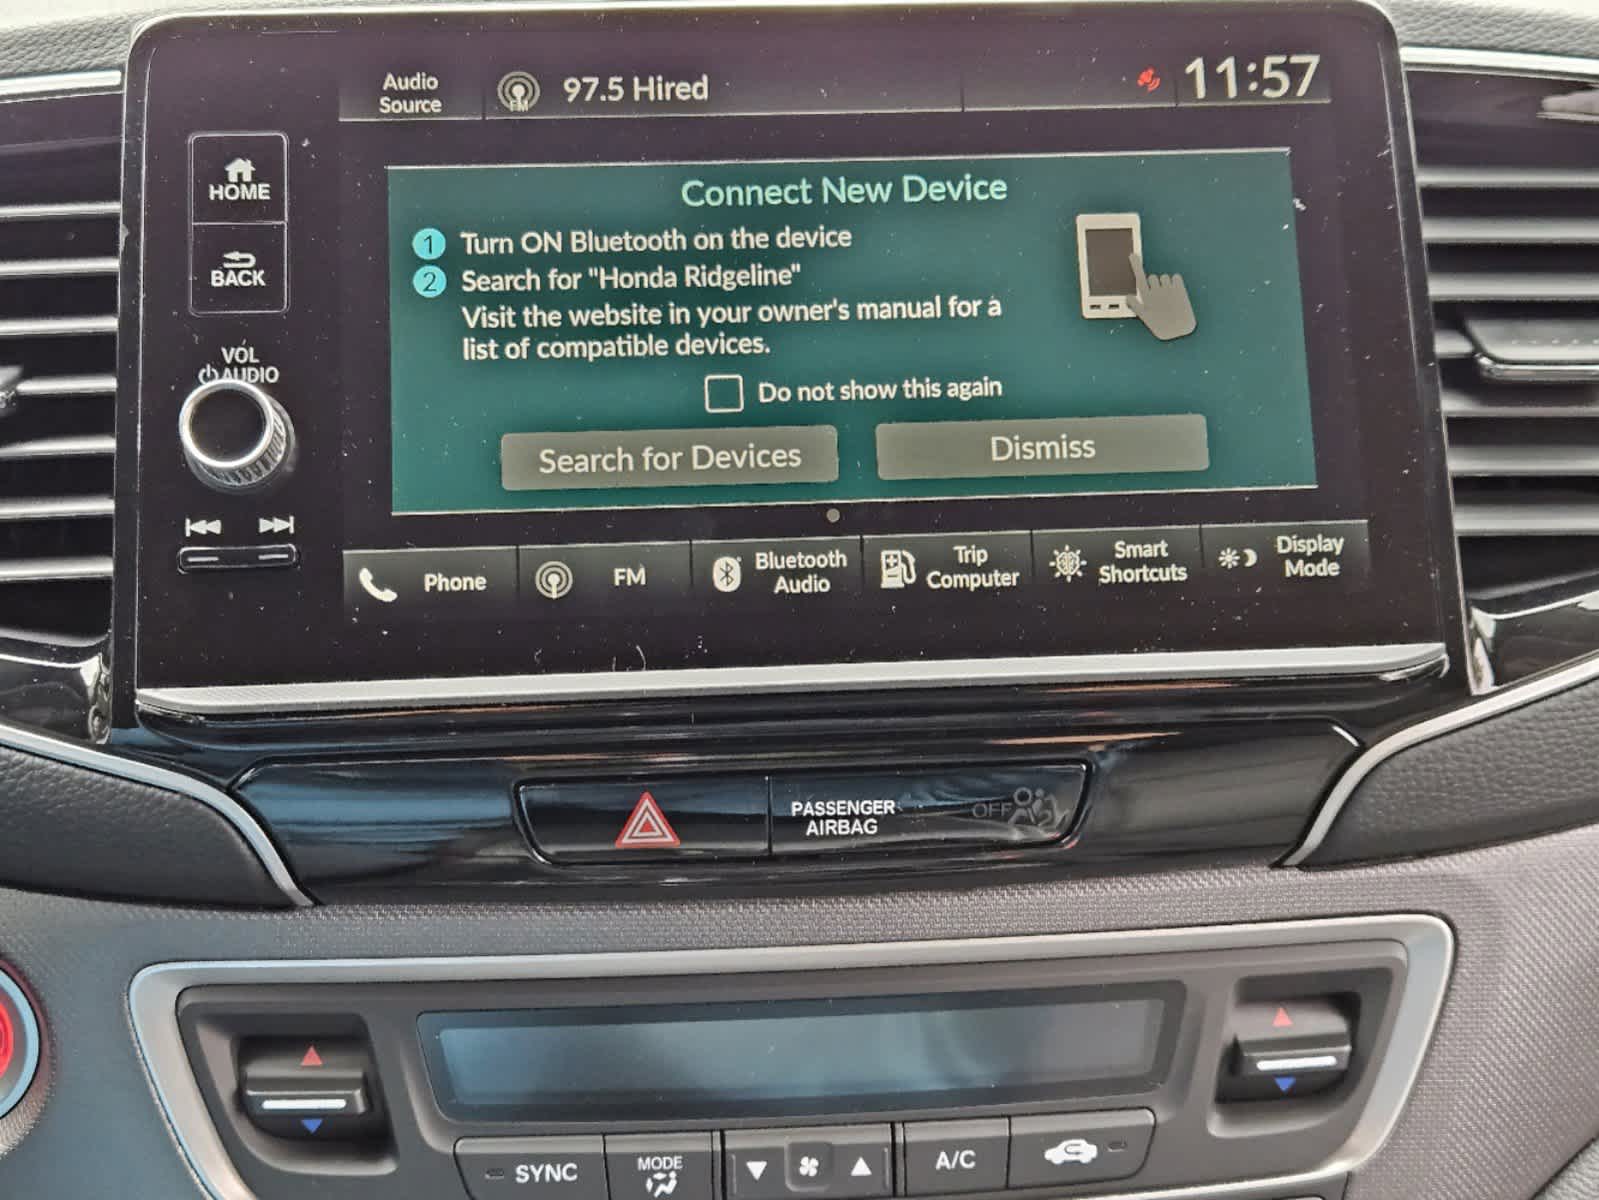 Audio
Source
FM
97.5 Hired
11:57
HOME
BACK
VOL
AUDIO
Connect New Device
1 Turn ON Bluetooth on the device
2 Search for "Honda Ridgeline"
Visit the website in your owner's manual for a
list of compatible devices.
Do not show this again
Search for Devices
Dismiss
Phone
FM
Bluetooth
Audio
Trip
Computer
Smart
Shortcuts
Display
Mode
PASSENGER
AIRBAG
OFF
2
SYNC
MODE
A/C